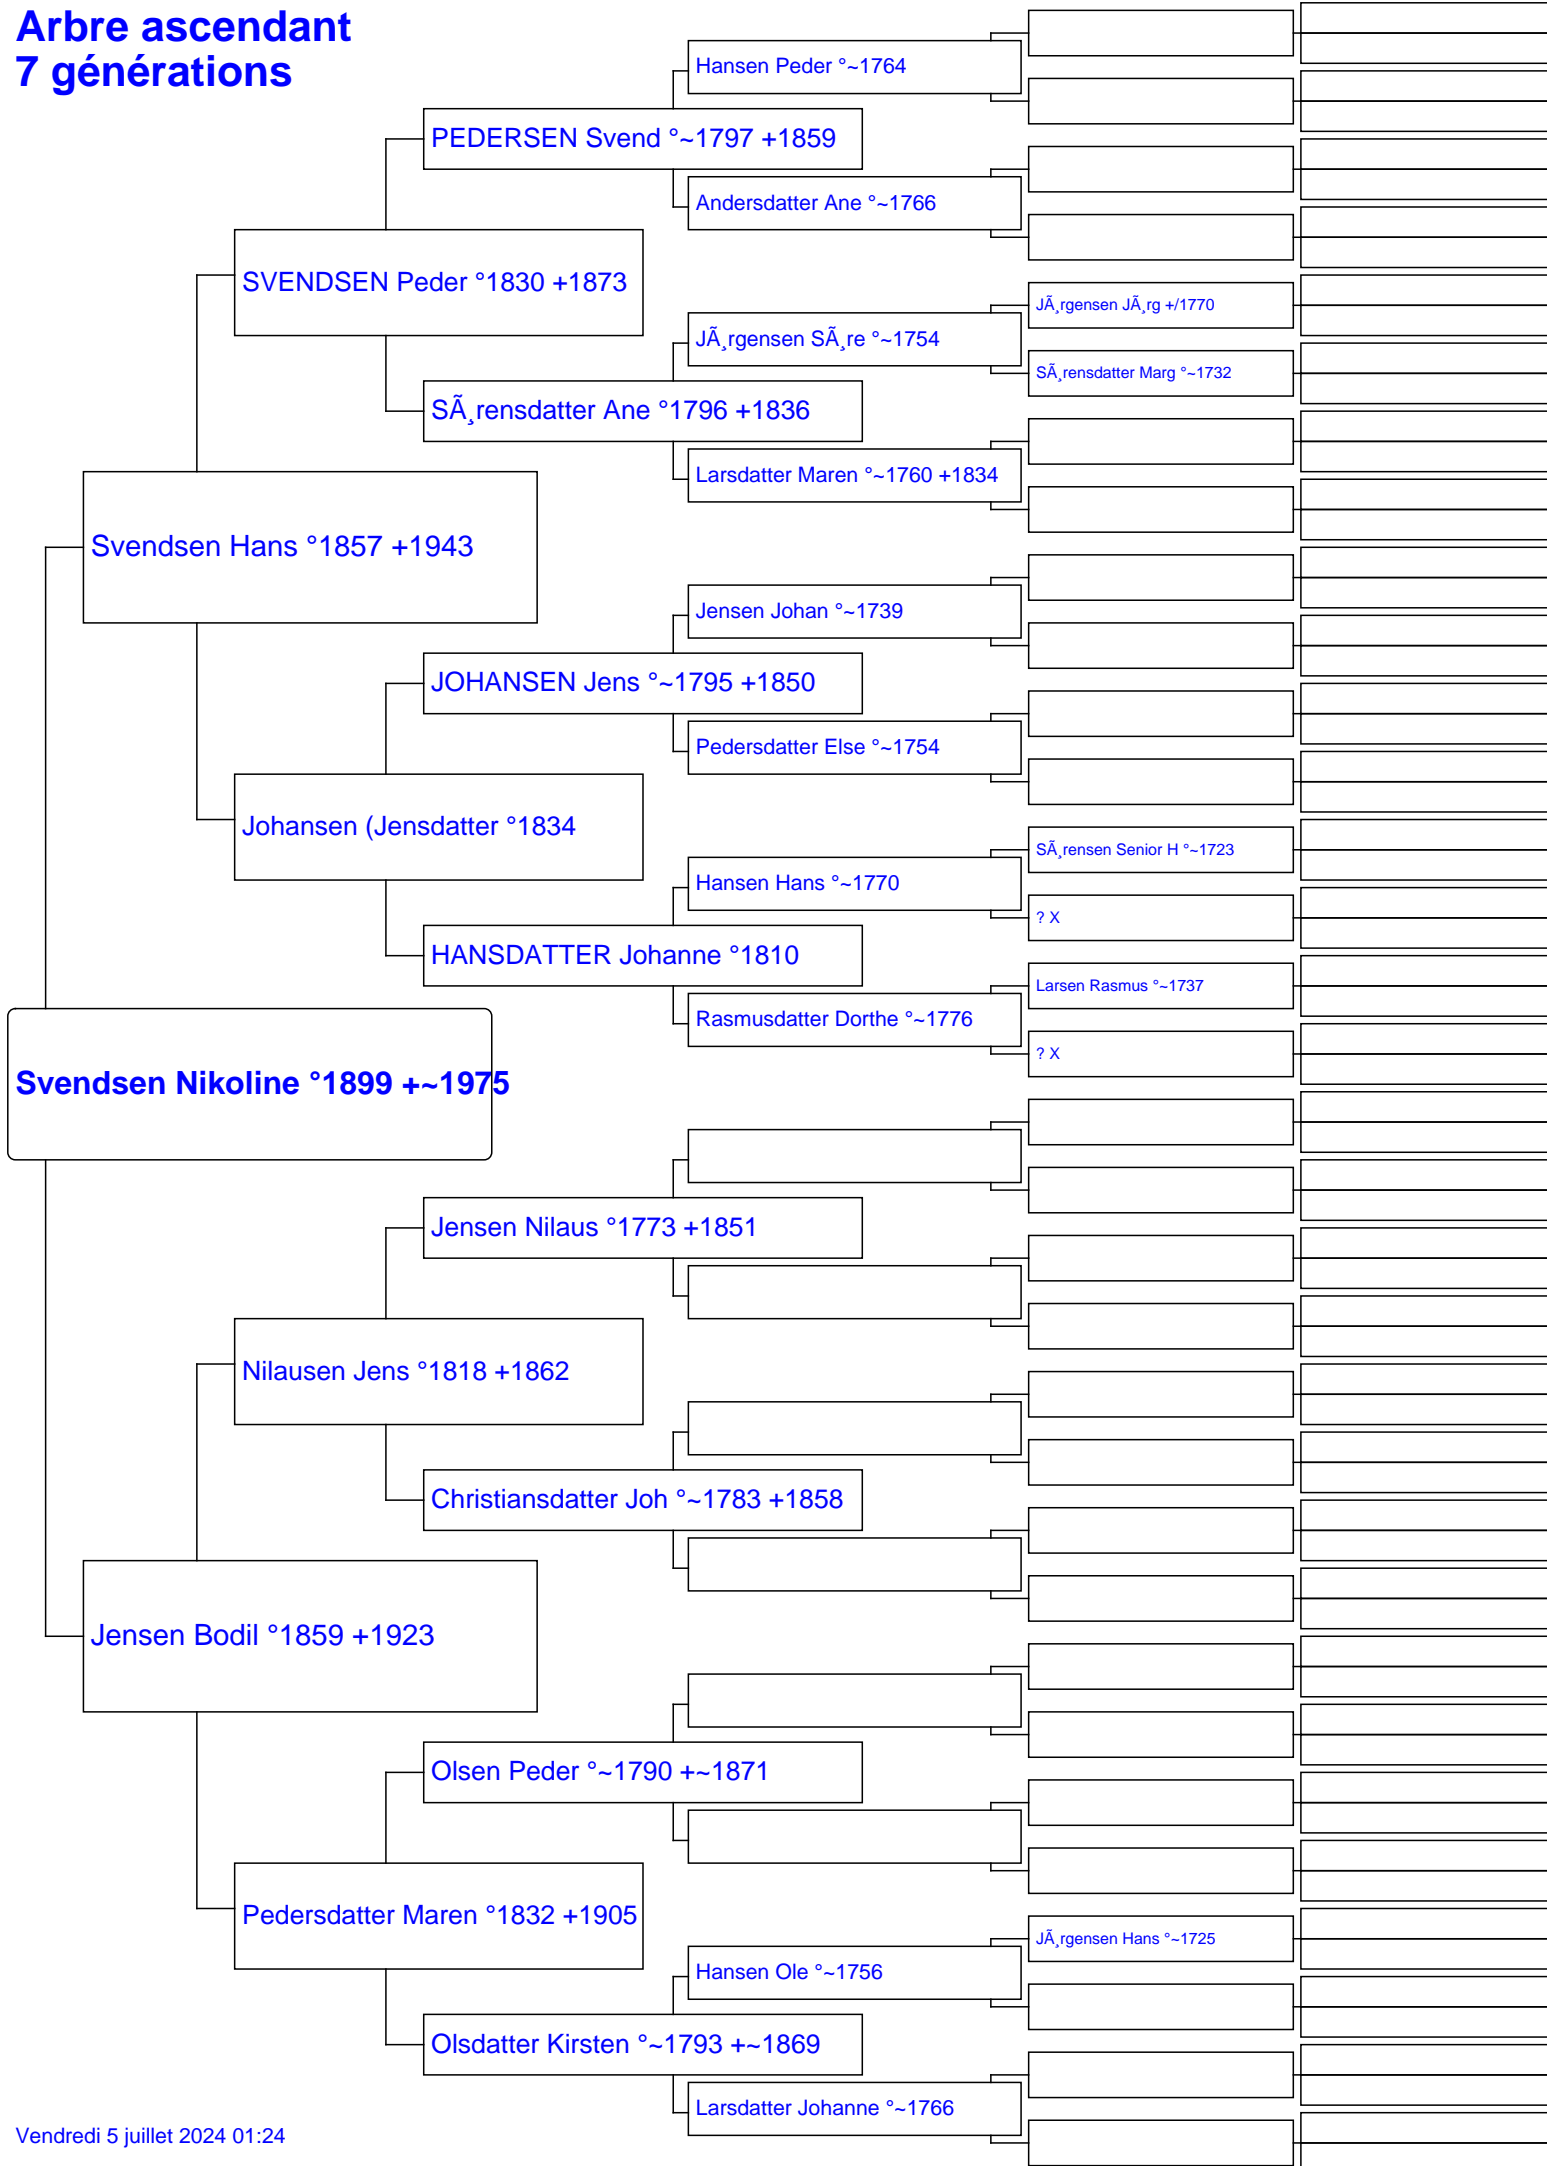 Arbre ascendant
7 générations
Hansen Peder °~1764
PEDERSEN Svend °~1797 +1859
Andersdatter Ane °~1766
SVENDSEN Peder °1830 +1873
JÃ¸rgensen JÃ¸rg +/1770
JÃ¸rgensen SÃ¸re °~1754
SÃ¸rensdatter Marg °~1732
SÃ¸rensdatter Ane °1796 +1836
Larsdatter Maren °~1760 +1834
Svendsen Hans °1857 +1943
Jensen Johan °~1739
JOHANSEN Jens °~1795 +1850
Pedersdatter Else °~1754
Johansen (Jensdatter °1834
SÃ¸rensen Senior H °~1723
Hansen Hans °~1770
? X
HANSDATTER Johanne °1810
Larsen Rasmus °~1737
Rasmusdatter Dorthe °~1776
? X
Svendsen Nikoline °1899 +~1975
Jensen Nilaus °1773 +1851
Nilausen Jens °1818 +1862
Christiansdatter Joh °~1783 +1858
Jensen Bodil °1859 +1923
Olsen Peder °~1790 +~1871
Pedersdatter Maren °1832 +1905
JÃ¸rgensen Hans °~1725
Hansen Ole °~1756
Olsdatter Kirsten °~1793 +~1869
Larsdatter Johanne °~1766
Vendredi 5 juillet 2024 01:24